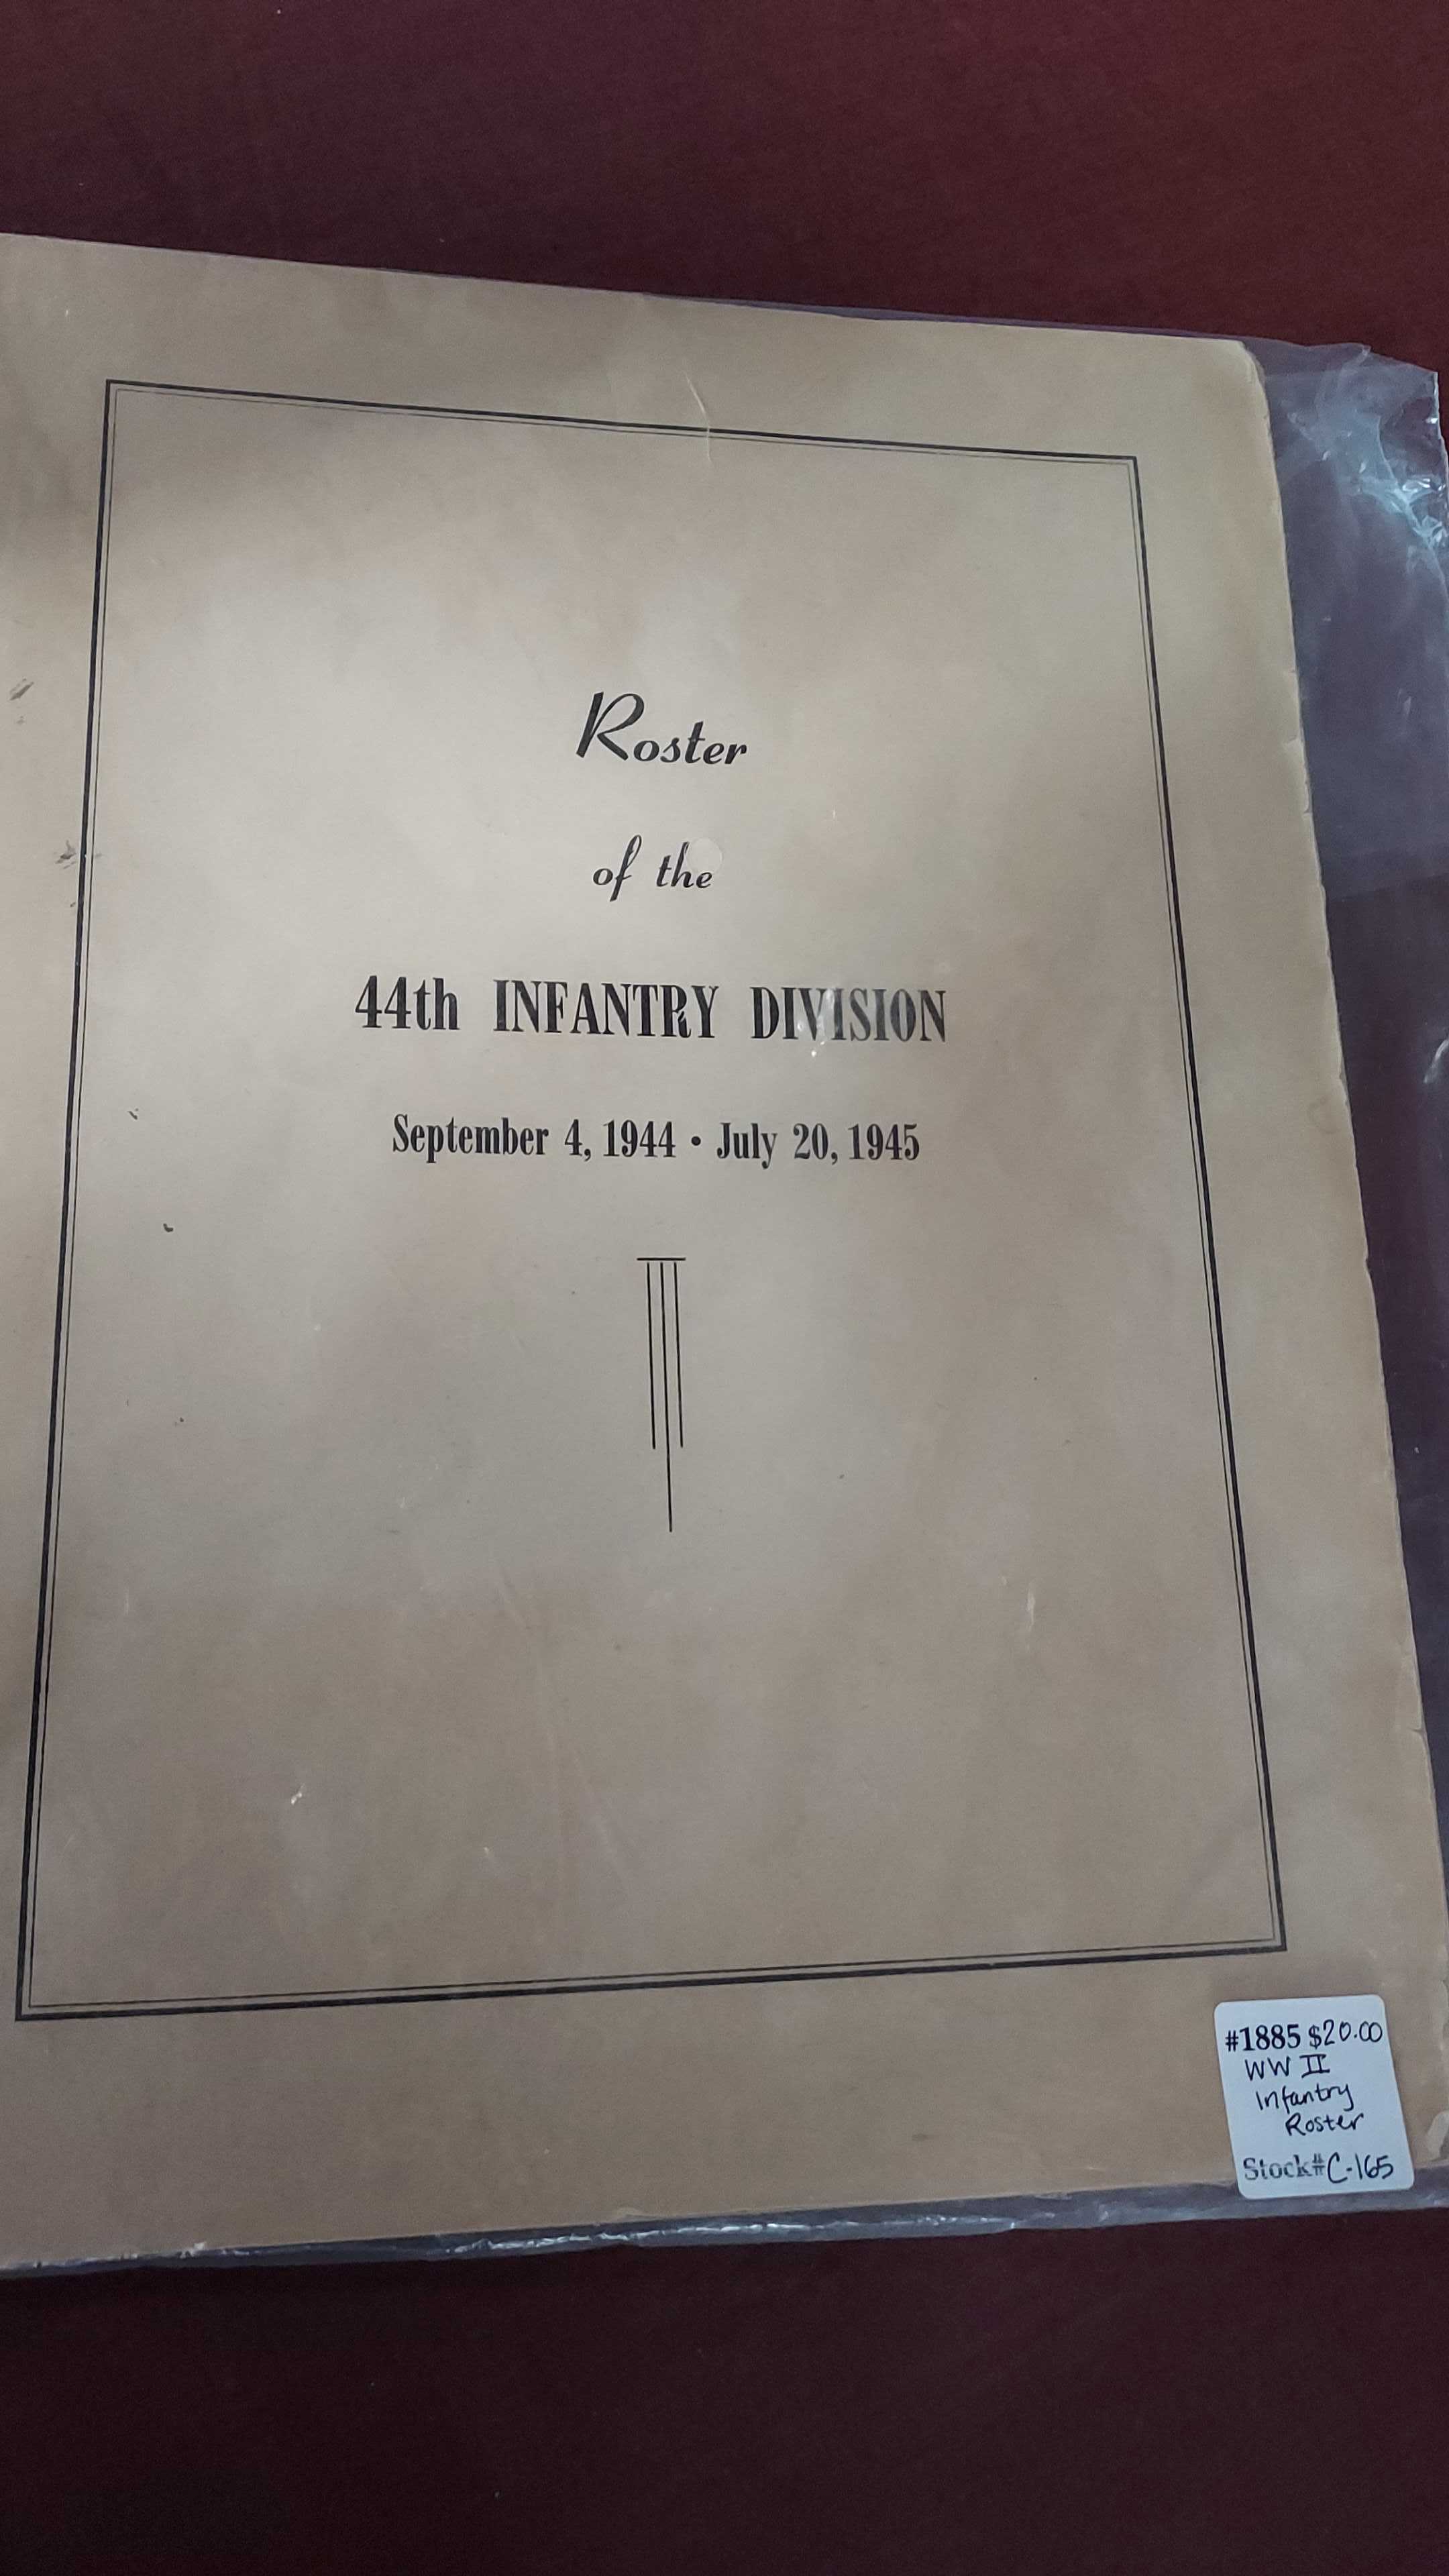 Roster
of the
44th INFANTRY DIVISION
September 4, 1944 • July 20, 1945
#1885 $20.00
WW II
Infantry
Roster
Stock# C-165